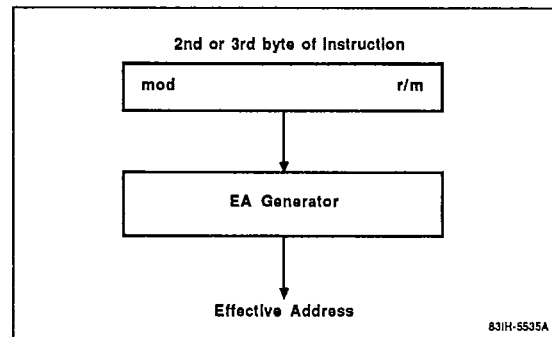 2nd or 3rd byte of Instruction
mod r/m
EA Generator
Effective Address
83IH-5535A